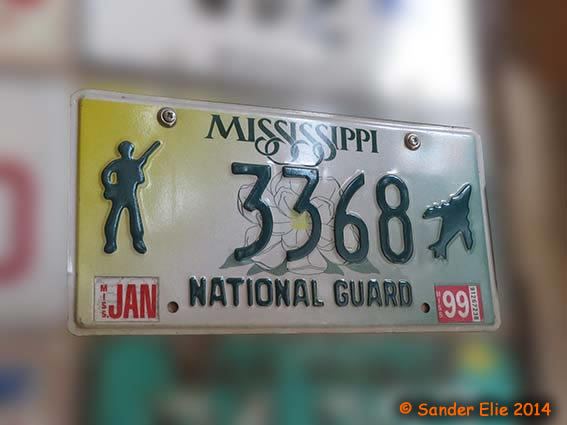 MISSISSIPPI
3368
MISS JAN
NATIONAL GUARD
99
© Sander Elie 2014